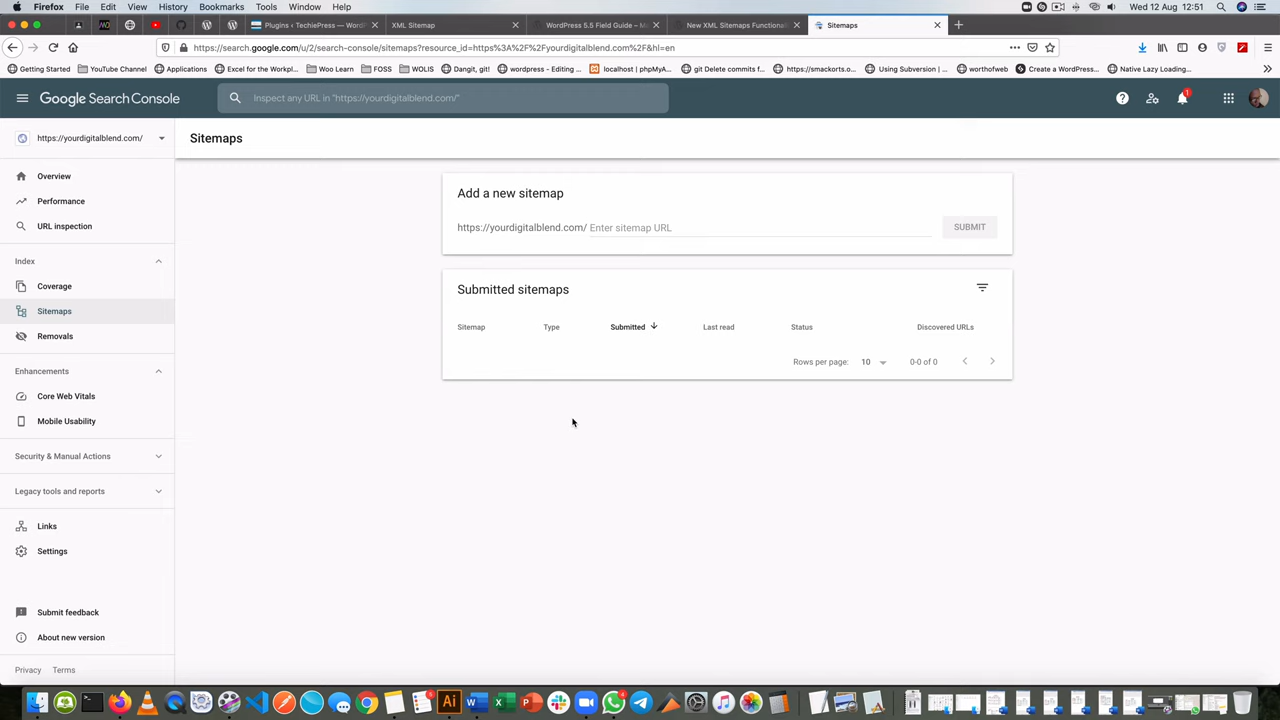 Firefox File Edit View History Bookmarks Tools Window Help
Wed 12 Aug 12:51
Plugins ‹ TechiePress — WordP
XML Sitemap
WordPress 5.5 Field Guide – M
New XML Sitemaps Functional
Sitemaps
https://search.google.com/u/2/search-console/sitemaps?resource_id=https%3A%2F%2Fyourdigitalblend.com%2F&hl=en
Getting Started
YouTube Channel
Applications
Excel for the Workpl...
Woo Learn
FOSS
WOLIS
Dangit, git!
wordpress - Editing ...
localhost | phpMyA...
git Delete commits f...
https://smackorts.o...
Using Subversion (...
worthofweb
Create a WordPress...
Native Lazy Loading...
Google Search Console
Inspect any URL in "https://yourdigitalblend.com/"
1
https://yourdigitalblend.com/
Sitemaps
Overview
Performance
URL inspection
Index
Coverage
Sitemaps
Removals
Enhancements
Core Web Vitals
Mobile Usability
Security & Manual Actions
Legacy tools and reports
Links
Settings
Submit feedback
About new version
Privacy Terms
Add a new sitemap
https://yourdigitalblend.com/ Enter sitemap URL
SUBMIT
Submitted sitemaps
Sitemap Type Submitted Last read Status Discovered URLs
Rows per page: 10 0-0 of 0
Ai